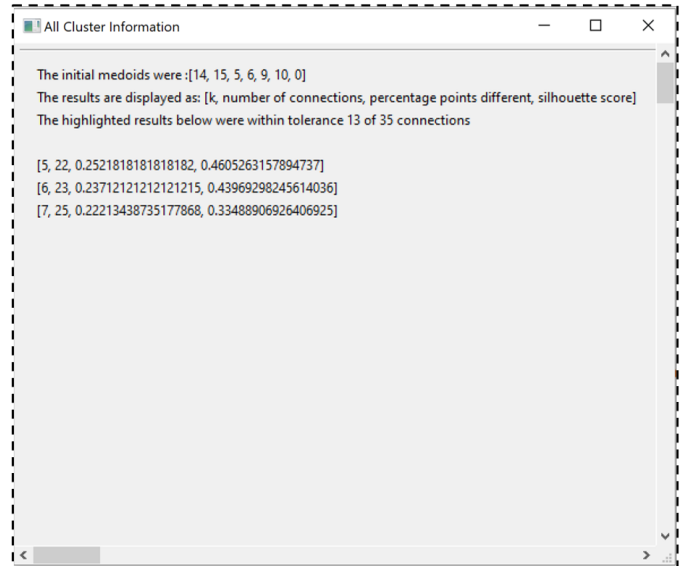 All Cluster Information
The initial medoids were :[14, 15, 5, 6, 9, 10, 0]
The results are displayed as: [k, number of connections, percentage points different, silhouette score]
The highlighted results below were within tolerance 13 of 35 connections
[5, 22, 0.2521818181818182, 0.4605263157894737]
[6, 23, 0.23712121212121215, 0.43969298245614036]
[7, 25, 0.22213438735177868, 0.33488906926406925]